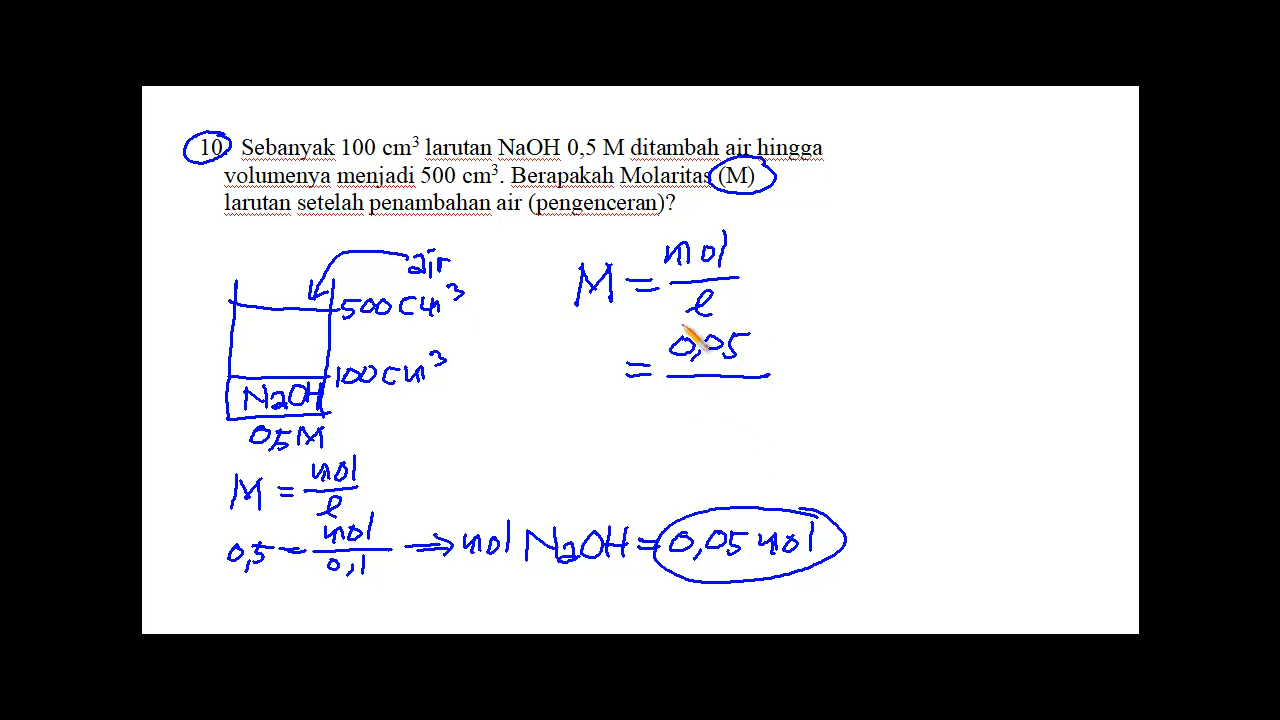 10. Sebanyak 100 cm³ larutan NaOH 0,5 M ditambah air hingga
volumenya menjadi 500 cm³. Berapakah Molaritas (M)
larutan setelah penambahan air (pengenceran)?
air
500 cm³
100 cm³
NaOH
0,5 M
M = mol/l
0,5 = mol/0,1 ⇒ mol NaOH = 0,05 mol
M = mol/l
= 0,05